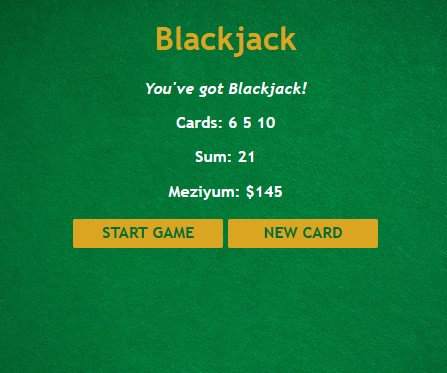 Blackjack
You've got Blackjack!
Cards: 6 5 10
Sum: 21
Meziyum: $145
START GAME NEW CARD